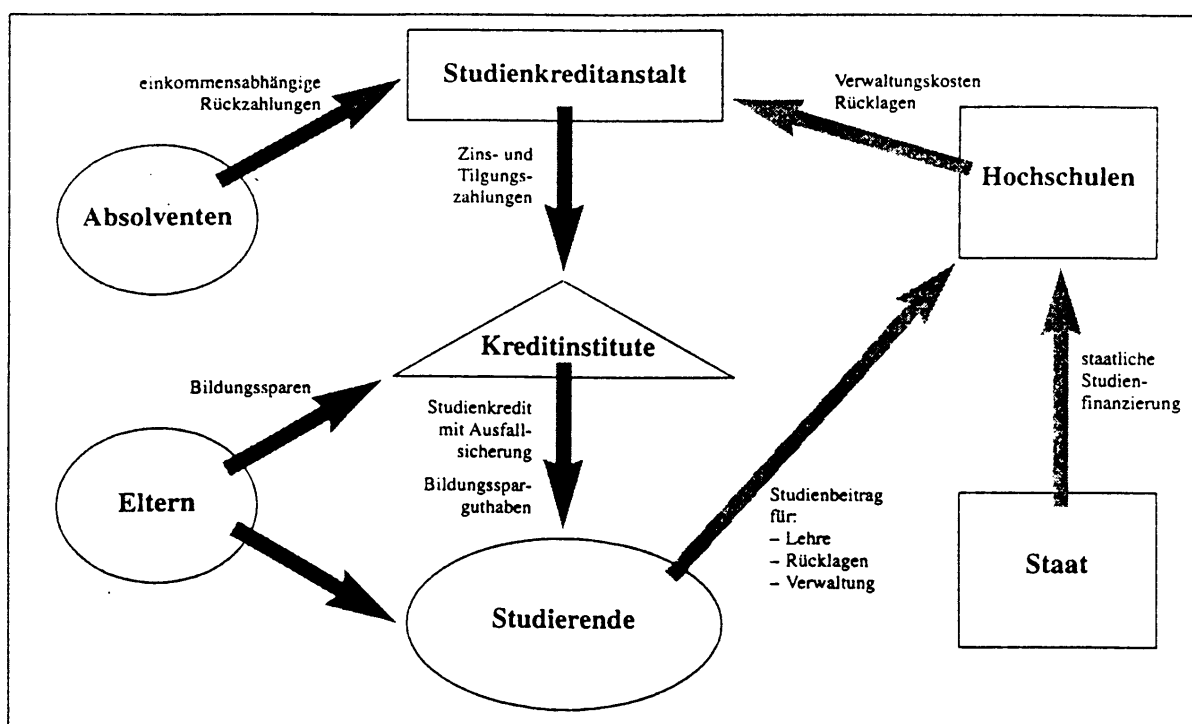 einkommensabhängige
Rückzahlungen
Studienkreditanstalt
Verwaltungskosten
Rücklagen
Absolventen
Zins- und
Tilgungs-
zahlungen
Hochschulen
Kreditinstitute
Bildungssparen
Studienkredit
mit Ausfall-
sicherung
Bildungsspar-
guthaben
staatliche
Studien-
finanzierung
Eltern
Studierende
Studienbeitrag
für:
– Lehre
– Rücklagen
– Verwaltung
Staat